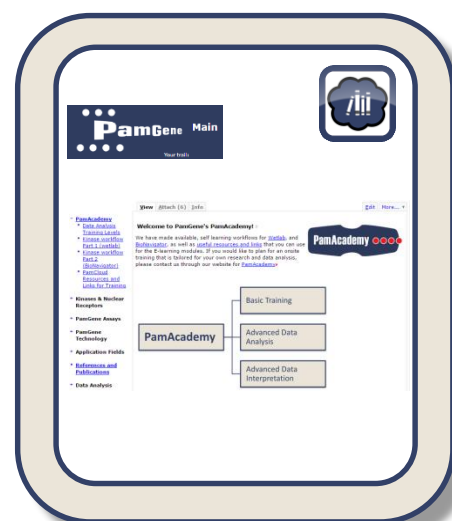 PamGene Main
Your trail:
View Attach (5) Info
Edit More...
PamAcademy
Data Analysis
Training Levels
Kinase workflow
Part 1 (watlab)
Kinase workflow
Part 2
(BioNavigator)
PamCloud
Resources and
Links for Training
Kinases & Nuclear
Receptors
PamGene Assays
PamGene
Technology
Application Fields
References and
Publications
Data Analysis
Welcome to PamGene's PamAcademy!
We have made available, self learning workflows for Watlab, and
BioNavigator, as well as useful resources and links that you can use
for the E-learning modules. If you would like to plan for an onsite
training that is tailored for your own research and data analysis,
please contact us through our website for PamAcademy
PamAcademy
PamAcademy
Basic Training
Advanced Data
Analysis
Advanced Data
Interpretation